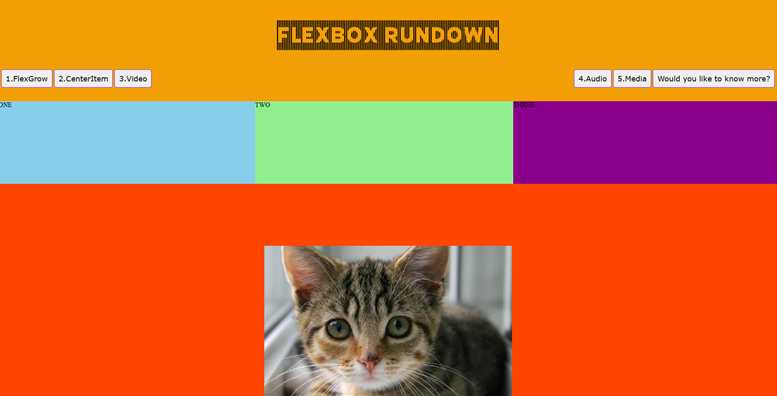 FLEXBOX RUNDOWN
1.FlexGrow 2.CenterItem 3.Video 4.Audio 5.Media Would you like to know more?
ONE TWO THREE